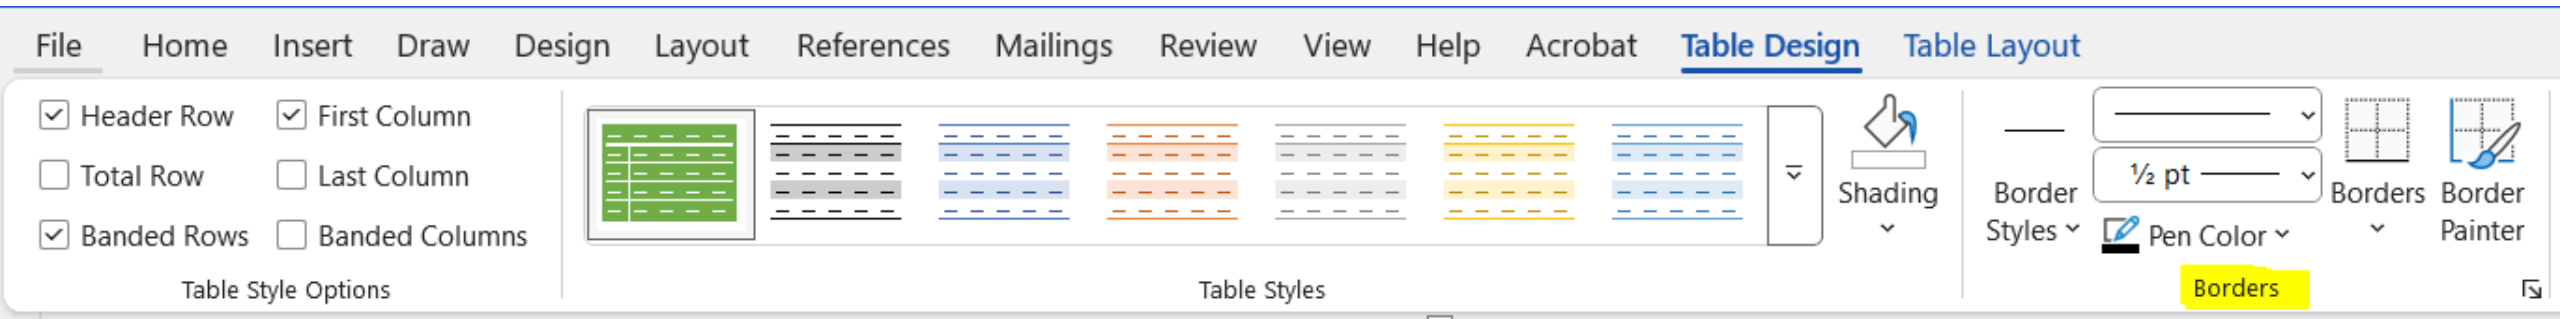 File Home Insert Draw Design Layout References Mailings Review View Help Acrobat Table Design Table Layout
Header Row First Column
Total Row Last Column
Banded Rows Banded Columns
Table Style Options
Table Styles
Shading
Border
Styles
½ pt
Pen Color
Borders
Border
Painter
Borders